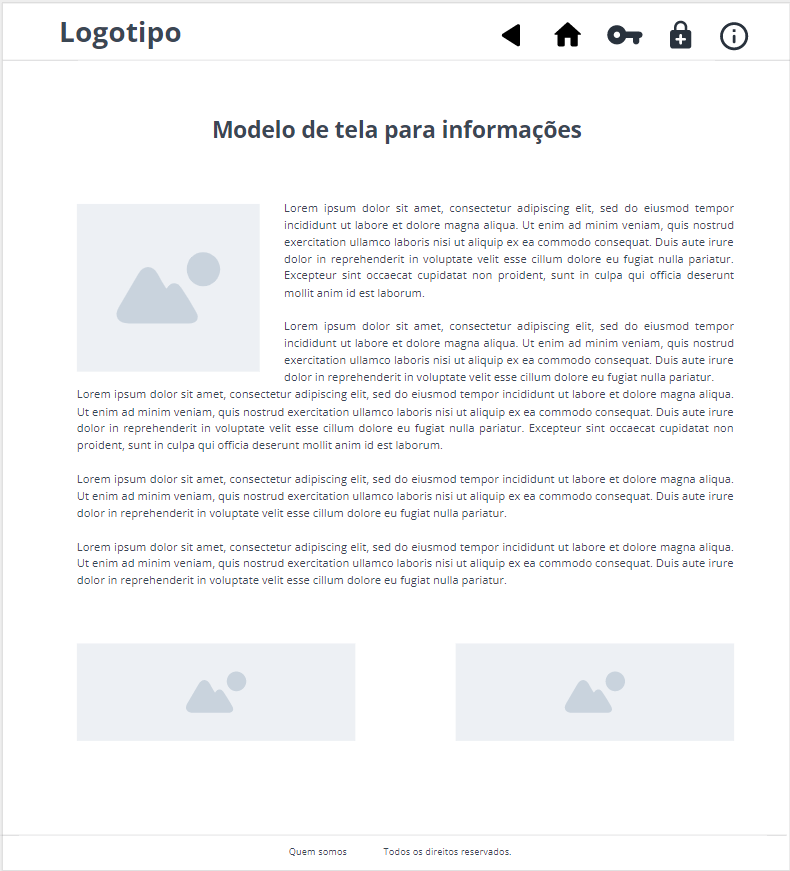 Logotipo
Modelo de tela para informações
Lorem ipsum dolor sit amet, consectetur adipiscing elit, sed do eiusmod tempor
incididunt ut labore et dolore magna aliqua. Ut enim ad minim veniam, quis nostrud
exercitation ullamco laboris nisi ut aliquip ex ea commodo consequat. Duis aute irure
dolor in reprehenderit in voluptate velit esse cillum dolore eu fugiat nulla pariatur.
Excepteur sint occaecat cupidatat non proident, sunt in culpa qui officia deserunt
mollit anim id est laborum.
Lorem ipsum dolor sit amet, consectetur adipiscing elit, sed do eiusmod tempor
incididunt ut labore et dolore magna aliqua. Ut enim ad minim veniam, quis nostrud
exercitation ullamco laboris nisi ut aliquip ex ea commodo consequat. Duis aute irure
dolor in reprehenderit in voluptate velit esse cillum dolore eu fugiat nulla pariatur.
Lorem ipsum dolor sit amet, consectetur adipiscing elit, sed do eiusmod tempor incididunt ut labore et dolore magna aliqua.
Ut enim ad minim veniam, quis nostrud exercitation ullamco laboris nisi ut aliquip ex ea commodo consequat. Duis aute irure
dolor in reprehenderit in voluptate velit esse cillum dolore eu fugiat nulla pariatur. Excepteur sint occaecat cupidatat non
proident, sunt in culpa qui officia deserunt mollit anim id est laborum.
Lorem ipsum dolor sit amet, consectetur adipiscing elit, sed do eiusmod tempor incididunt ut labore et dolore magna aliqua.
Ut enim ad minim veniam, quis nostrud exercitation ullamco laboris nisi ut aliquip ex ea commodo consequat. Duis aute irure
dolor in reprehenderit in voluptate velit esse cillum dolore eu fugiat nulla pariatur.
Lorem ipsum dolor sit amet, consectetur adipiscing elit, sed do eiusmod tempor incididunt ut labore et dolore magna aliqua.
Ut enim ad minim veniam, quis nostrud exercitation ullamco laboris nisi ut aliquip ex ea commodo consequat. Duis aute irure
dolor in reprehenderit in voluptate velit esse cillum dolore eu fugiat nulla pariatur.
Quem somos Todos os direitos reservados.